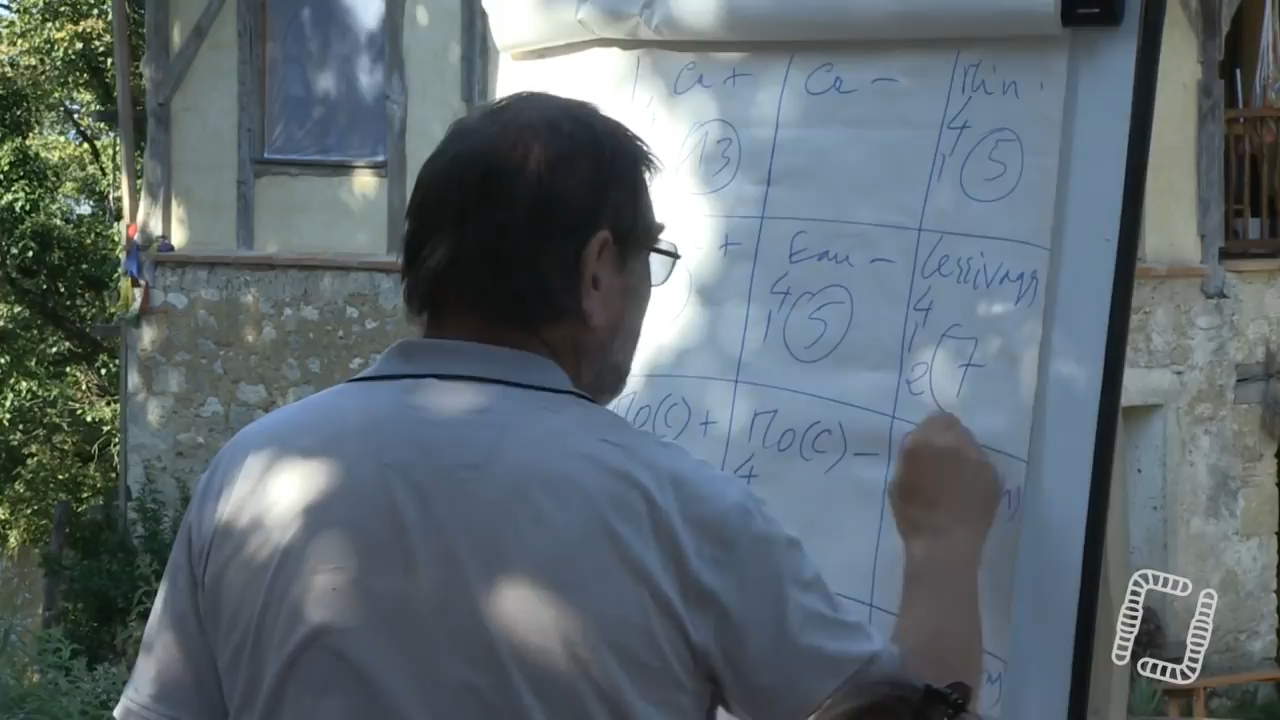 Ca + Ca - Min.
4
1
13 5
+ Eau - Lessivage
4 4
1 5 1
2 7
Mo(C) + Mo(C) -
4